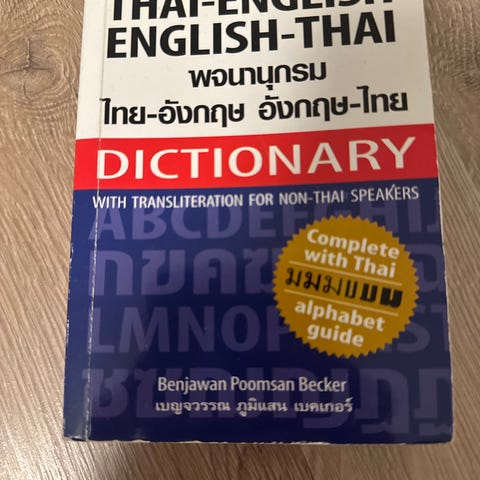 THAI-ENGLISH
ENGLISH-THAI
พจนานุกรม
ไทย-อังกฤษ อังกฤษ-ไทย
DICTIONARY
WITH TRANSLITERATION FOR NON-THAI SPEAKERS
Complete
with Thai
alphabet
guide
Benjawan Poomsan Becker
เบญจวรรณ ภูมิแสน เบคเกอร์